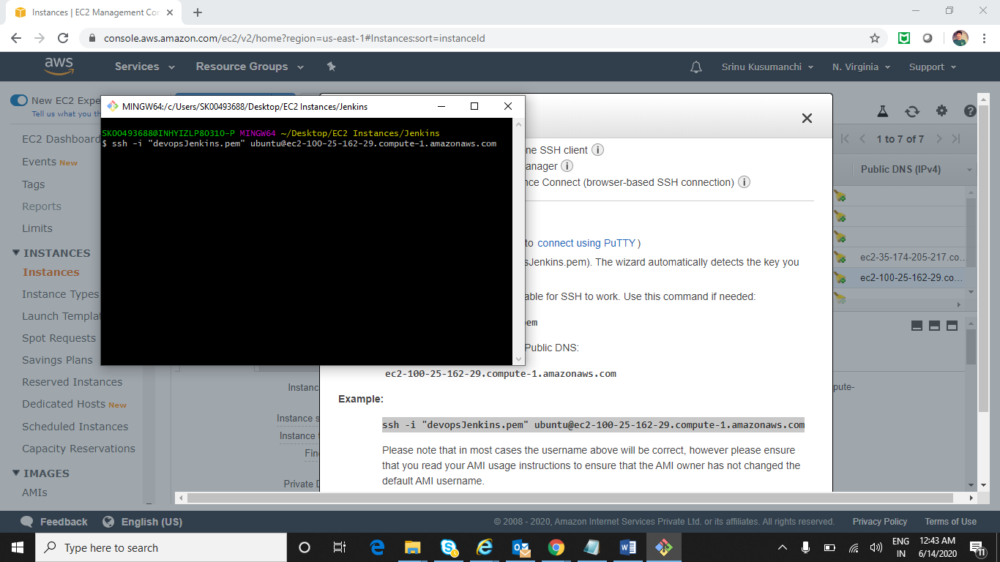 Instances | EC2 Management Con
console.aws.amazon.com/ec2/v2/home?region=us-east-1#Instances:sort=instanceId
aws
Services
Resource Groups
Srinu Kusumanchi
N. Virginia
Support
New EC2 Expe
Tell us what you th
EC2 Dashboard
Events New
Tags
Reports
Limits
INSTANCES
Instances
Instance Types
Launch Templat
Spot Requests
Savings Plans
Reserved Instances
Dedicated Hosts New
Scheduled Instances
Capacity Reservations
IMAGES
AMIs
MINGW64:/c/Users/SK00493688/Desktop/EC2 Instances/Jenkins
SK00493688@INHYIZLP80310-P MINGW64 ~/Desktop/EC2 Instances/Jenkins
$ ssh -i "devopsJenkins.pem" ubuntu@ec2-100-25-162-29.compute-1.amazonaws.com
ne SSH client
anager
nce Connect (browser-based SSH connection)
to connect using PuTTY)
sJenkins.pem). The wizard automatically detects the key you
able for SSH to work. Use this command if needed:
pem
Public DNS:
ec2-100-25-162-29.compute-1.amazonaws.com
Example:
ssh -i "devopsJenkins.pem" ubuntu@ec2-100-25-162-29.compute-1.amazonaws.com
Please note that in most cases the username above will be correct, however please ensure
that you read your AMI usage instructions to ensure that the AMI owner has not changed the
default AMI username.
1 to 7 of 7
Public DNS (IPv4)
ec2-35-174-205-217.co...
ec2-100-25-162-29.co...
pute-
Instanc
Instance s
Instance t
Fin
Private D
Feedback
English (US)
© 2008 - 2020, Amazon Internet Services Private Ltd. or its affiliates. All rights reserved.
Privacy Policy
Terms of Use
Type here to search
ENG
IN
12:43 AM
6/14/2020
11